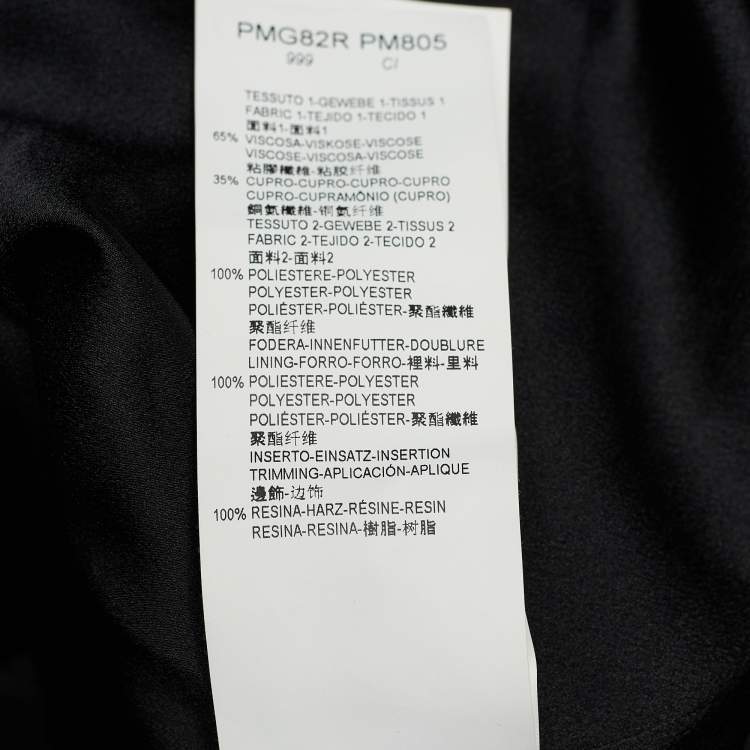 PMG82R PM805
999 CI
TESSUTO 1-GEWEBE 1-TISSUS 1
FABRIC 1-TEJIDO 1-TECIDO 1
面料1-面料1
65% VISCOSA-VISKOSE-VISCOSE
VISCOSE-VISCOSA-VISCOSE
粘膠纖維-粘胶纤维
35% CUPRO-CUPRO-CUPRO-CUPRO
CUPRO-CUPRAMÔNIO (CUPRO)
銅氨纖維-铜氨纤维
TESSUTO 2-GEWEBE 2-TISSUS 2
FABRIC 2-TEJIDO 2-TECIDO 2
面料2-面料2
100% POLIESTERE-POLYESTER
POLYESTER-POLYESTER
POLIÉSTER-POLIÉSTER-聚酯纖維
聚酯纤维
FODERA-INNENFUTTER-DOUBLURE
LINING-FORRO-FORRO-裡料-里料
100% POLIESTERE-POLYESTER
POLYESTER-POLYESTER
POLIÉSTER-POLIÉSTER-聚酯纖維
聚酯纤维
INSERTO-EINSATZ-INSERTION
TRIMMING-APLICACIÓN-APLIQUE
邊飾-边饰
100% RESINA-HARZ-RÉSINE-RESIN
RESINA-RESINA-樹脂-树脂